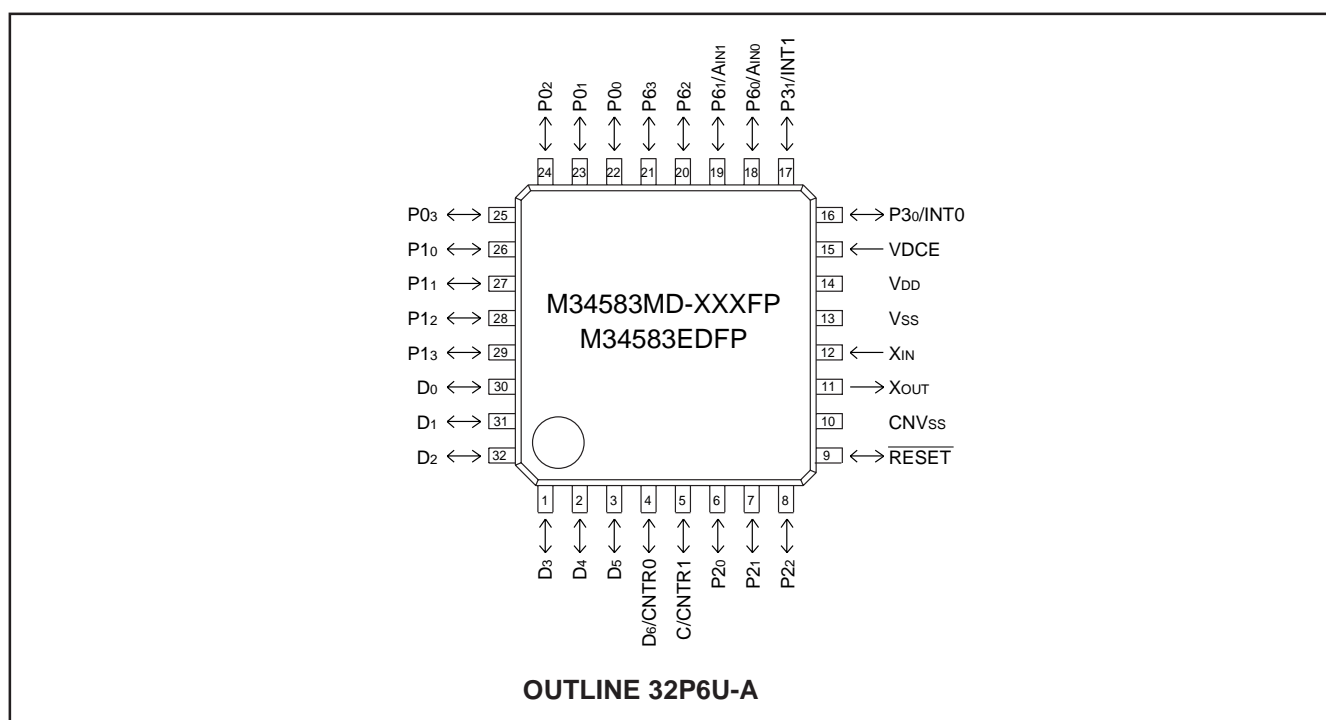 P02
P01
P00
P63
P62
P61/AIN1
P60/AIN0
P31/INT1
24
23
22
21
20
19
18
17
P03 25
P10 26
P11 27
P12 28
P13 29
D0 30
D1 31
D2 32
M34583MD-XXXFP
M34583EDFP
16 P30/INT0
15 VDCE
14 VDD
13 VSS
12 XIN
11 XOUT
10 CNVSS
9 RESET
1
2
3
4
5
6
7
8
D3
D4
D5
D6/CNTR0
C/CNTR1
P20
P21
P22
OUTLINE 32P6U-A